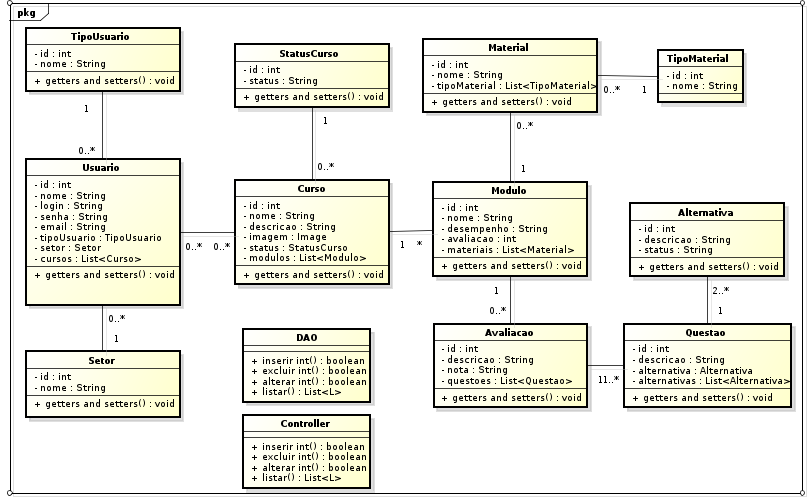 pkg
TipoUsuario
- id : int
- nome : String
+ getters and setters() : void
1
0..*
Usuario
- id : int
- nome : String
- login : String
- senha : String
- email : String
- tipoUsuario : TipoUsuario
- setor : Setor
- cursos : List<Curso>
+ getters and setters() : void
0..*
1
Setor
- id : int
- nome : String
+ getters and setters() : void
StatusCurso
- id : int
- status : String
+ getters and setters() : void
1
0..*
0..* 0..*
Curso
- id : int
- nome : String
- descricao : String
- imagem : Image
- status : StatusCurso
- modulos : List<Modulo>
+ getters and setters() : void
1 *
DAO
+ inserir int() : boolean
+ excluir int() : boolean
+ alterar int() : boolean
+ listar() : List<L>
Controller
+ inserir int() : boolean
+ excluir int() : boolean
+ alterar int() : boolean
+ listar() : List<L>
Material
- id : int
- nome : String
- tipoMaterial : List<TipoMaterial>
+ getters and setters() : void
0..* 1
TipoMaterial
- id : int
- nome : String
0..*
1
Modulo
- id : int
- nome : String
- desempenho : String
- avaliacao : int
- materiais : List<Material>
+ getters and setters() : void
1
0..*
Avaliacao
- id : int
- descricao : String
- nota : String
- questoes : List<Questao>
+ getters and setters() : void
11..*
Alternativa
- id : int
- descricao : String
- status : String
+ getters and setters() : void
2..*
1
Questao
- id : int
- descricao : String
- alternativa : Alternativa
- alternativas : List<Alternativa>
+ getters and setters() : void